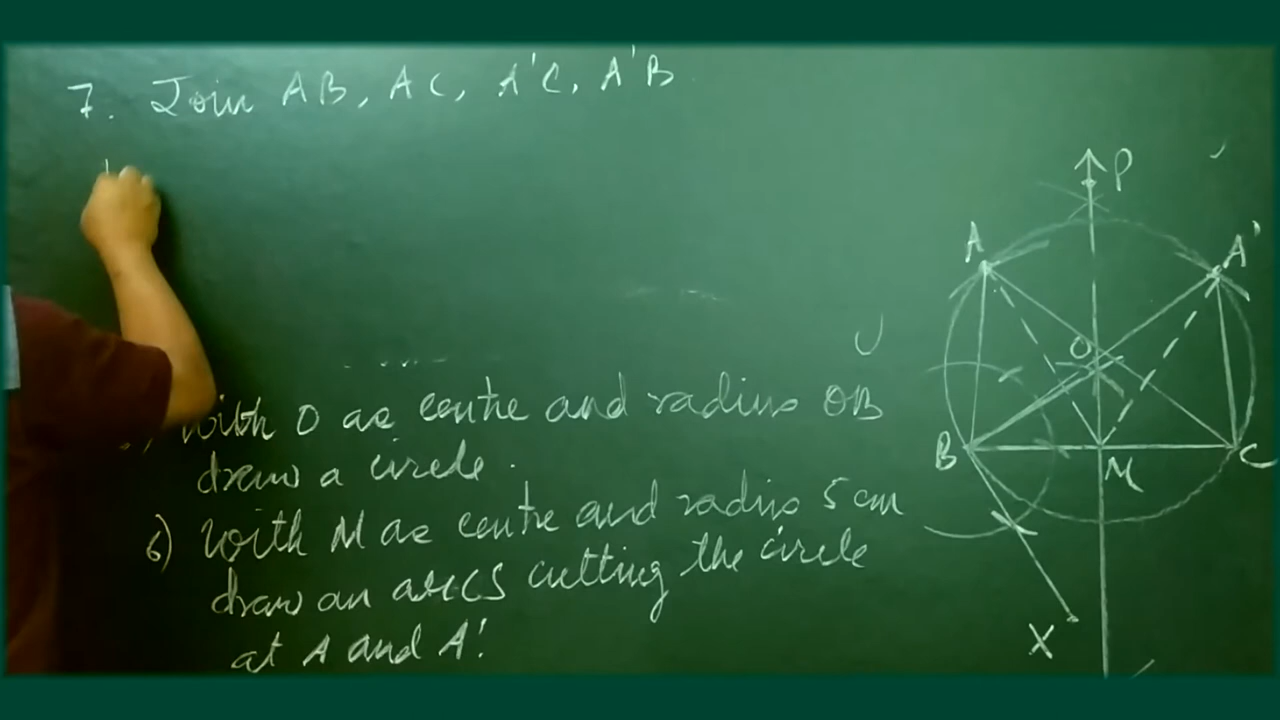 7. Join AB, AC, A'C, A'B
With O as centre and radius OB
draw a circle.
6) With M as centre and radius 5 cm
draw an arcs cutting the circle
at A and A'.
P
A
A'
O
B
M
C
X